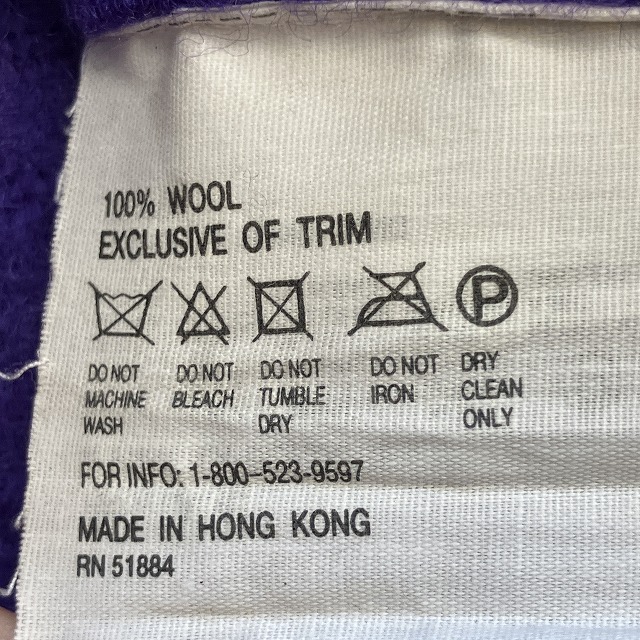 100% WOOL
EXCLUSIVE OF TRIM
P
DO NOT MACHINE WASH
DO NOT BLEACH
DO NOT TUMBLE DRY
DO NOT IRON
DRY CLEAN ONLY
FOR INFO: 1-800-523-9597
MADE IN HONG KONG
RN 51884